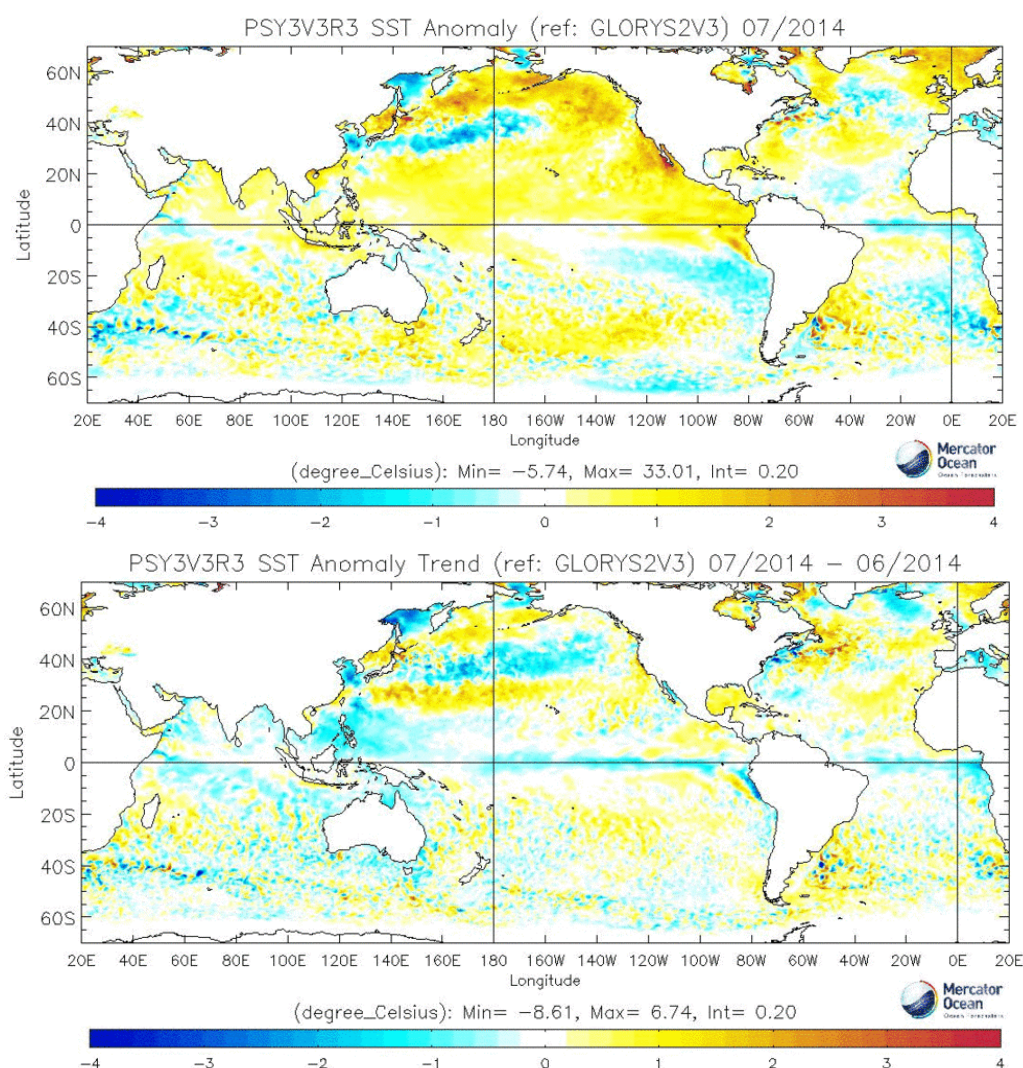 PSY3V3R3 SST Anomaly (ref: GLORYS2V3) 07/2014
60N
40N
20N
0
20S
40S
60S
Latitude
20E 40E 60E 80E 100E 120E 140E 160E 180 160W 140W 120W 100W 80W 60W 40W 20W 0E 20E
Longitude
Mercator
Ocean
Ocean Forecasters
(degree_Celsius): Min= -5.74, Max= 33.01, Int= 0.20
-4 -3 -2 -1 0 1 2 3 4
PSY3V3R3 SST Anomaly Trend (ref: GLORYS2V3) 07/2014 - 06/2014
60N
40N
20N
0
20S
40S
60S
Latitude
20E 40E 60E 80E 100E 120E 140E 160E 180 160W 140W 120W 100W 80W 60W 40W 20W 0E 20E
Longitude
Mercator
Ocean
Ocean Forecasters
(degree_Celsius): Min= -8.61, Max= 6.74, Int= 0.20
-4 -3 -2 -1 0 1 2 3 4